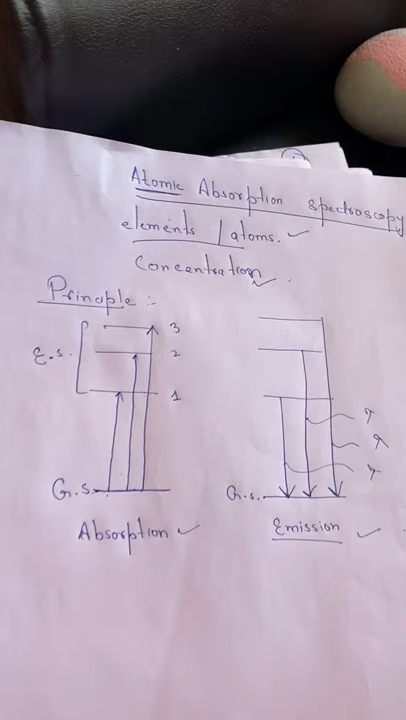 Atomic Absorption spectroscopy
elements / atoms.
Concentration.
Principle :-
E.s.
3
2
1
G.s.
Absorption
G.s.
Emission